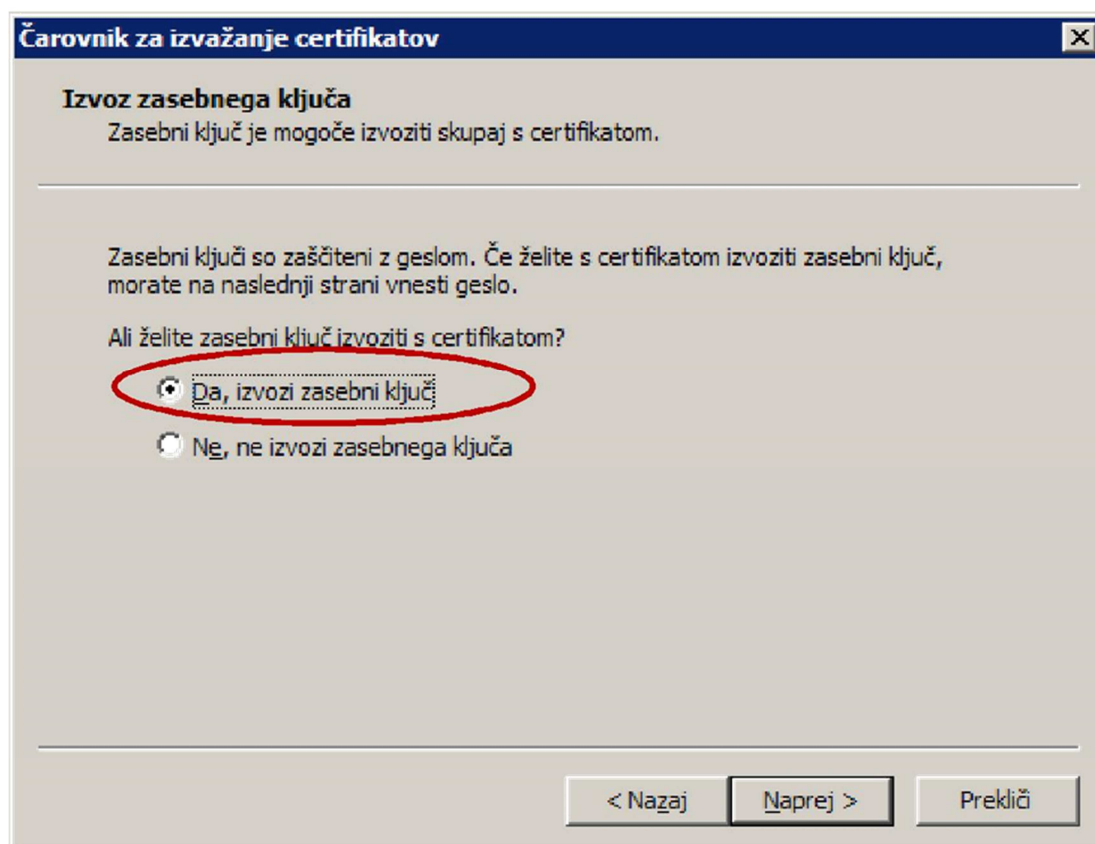 Čarovnik za izvažanje certifikatov
Izvoz zasebnega ključa
Zasebni ključ je mogoče izvoziti skupaj s certifikatom.
Zasebni ključi so zaščiteni z geslom. Če želite s certifikatom izvoziti zasebni ključ,
morate na naslednji strani vnesti geslo.
Ali želite zasebni ključ izvoziti s certifikatom?
Da, izvozi zasebni ključ
Ne, ne izvozi zasebnega ključa
< Nazaj Naprej > Prekliči